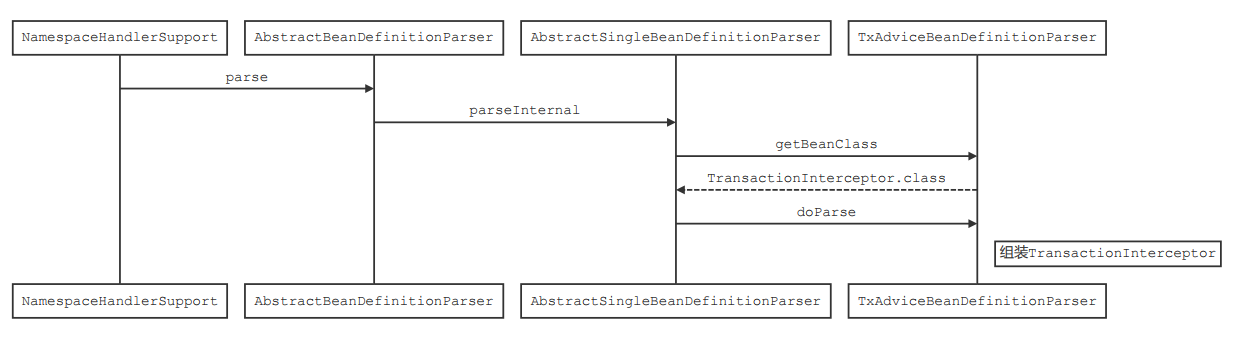 NamespaceHandlerSupport
AbstractBeanDefinitionParser
AbstractSingleBeanDefinitionParser
TxAdviceBeanDefinitionParser
parse
parseInternal
getBeanClass
TransactionInterceptor.class
doParse
组装TransactionInterceptor
NamespaceHandlerSupport
AbstractBeanDefinitionParser
AbstractSingleBeanDefinitionParser
TxAdviceBeanDefinitionParser